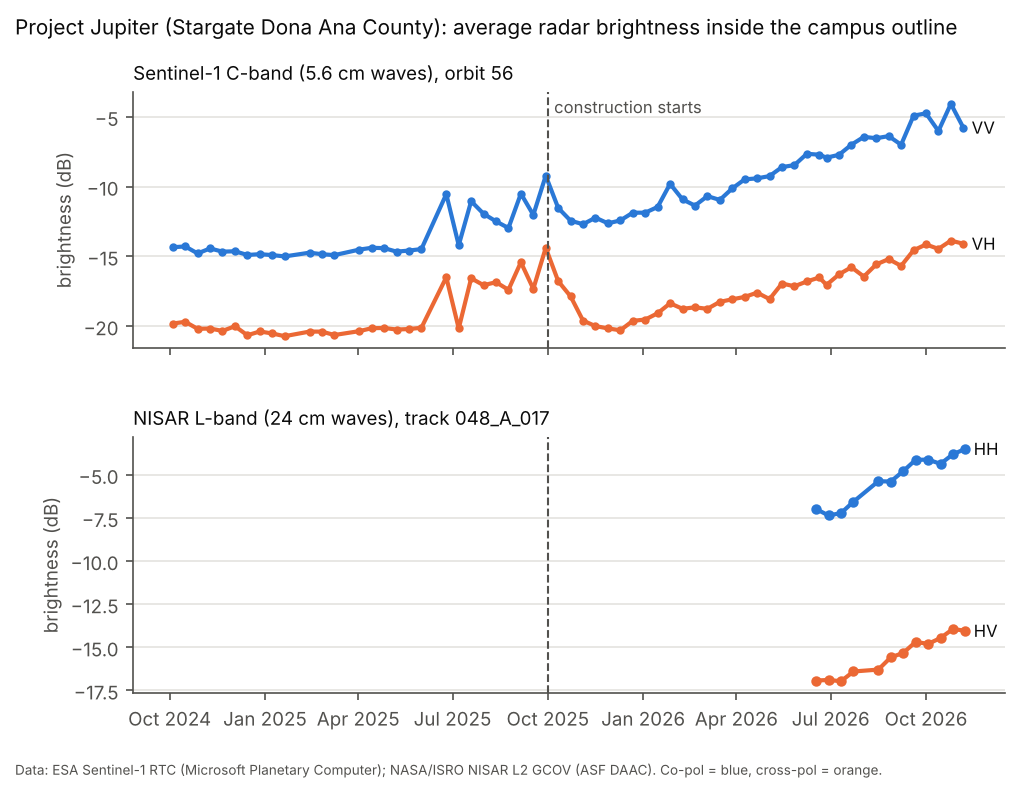 Project Jupiter (Stargate Dona Ana County): average radar brightness inside the campus outline
Sentinel-1 C-band (5.6 cm waves), orbit 56
construction starts
−5
−10
−15
−20
brightness (dB)
VV
VH
NISAR L-band (24 cm waves), track 048_A_017
−5.0
−7.5
−10.0
−12.5
−15.0
−17.5
brightness (dB)
HH
HV
Oct 2024 Jan 2025 Apr 2025 Jul 2025 Oct 2025 Jan 2026 Apr 2026 Jul 2026 Oct 2026
Data: ESA Sentinel-1 RTC (Microsoft Planetary Computer); NASA/ISRO NISAR L2 GCOV (ASF DAAC). Co-pol = blue, cross-pol = orange.